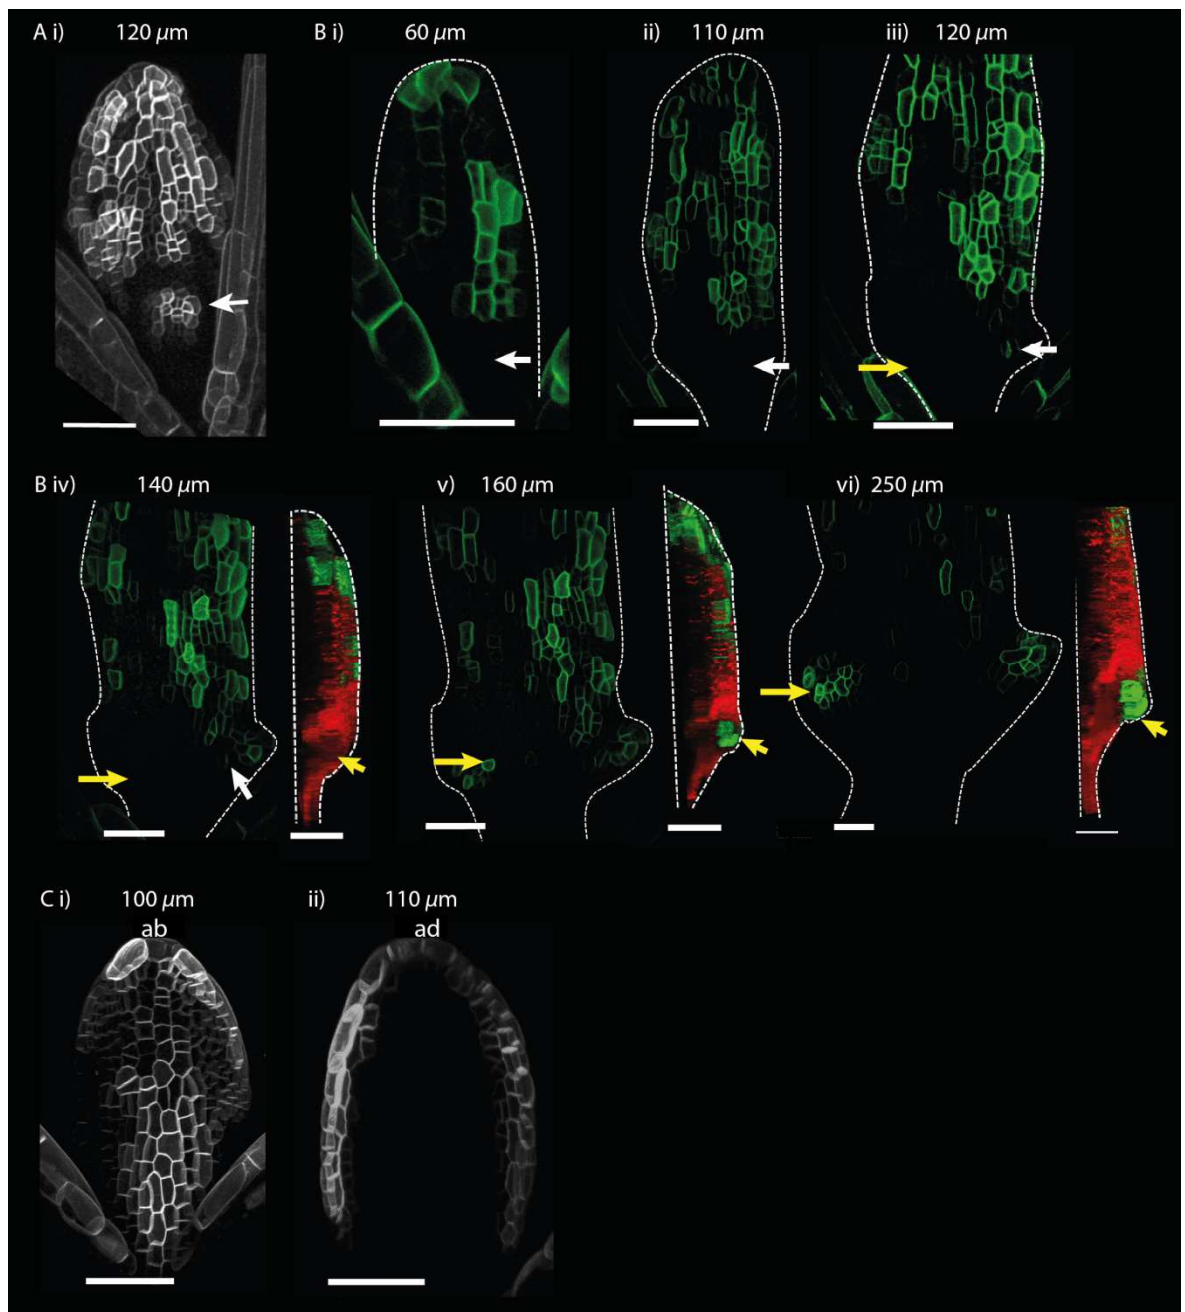 A i) 120 µm B i) 60 µm ii) 110 µm iii) 120 µm
B iv) 140 µm v) 160 µm vi) 250 µm
C i) 100 µm ii) 110 µm
ab ad